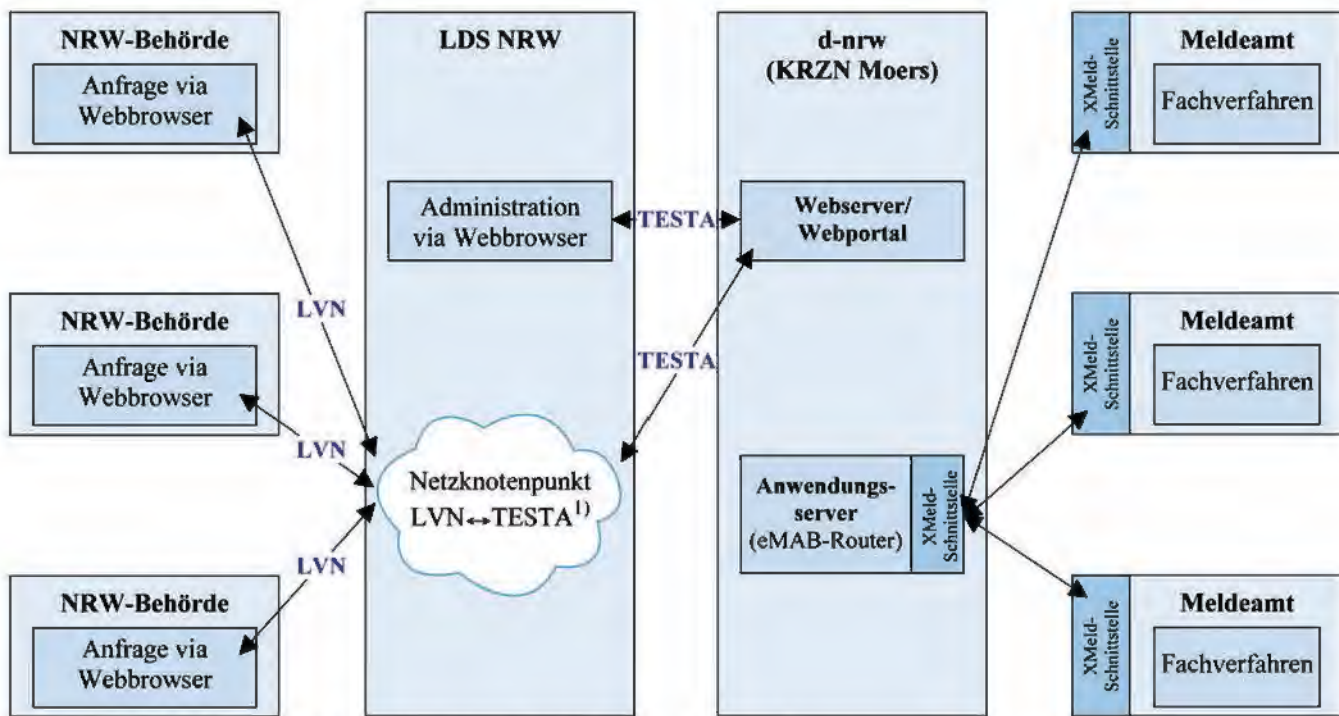 NRW-Behörde
Anfrage via
Webbrowser
NRW-Behörde
Anfrage via
Webbrowser
NRW-Behörde
Anfrage via
Webbrowser
LVN
LVN
LVN
LDS NRW
Administration
via Webbrowser
Netzknotenpunkt
LVN↔TESTA¹⁾
TESTA
TESTA
d-nrw
(KRZN Moers)
Webserver/
Webportal
Anwendungs-
server
(eMAB-Router)
XMeld-
Schnittstelle
XMeld-
Schnittstelle
Meldeamt
Fachverfahren
XMeld-
Schnittstelle
Meldeamt
Fachverfahren
XMeld-
Schnittstelle
Meldeamt
Fachverfahren